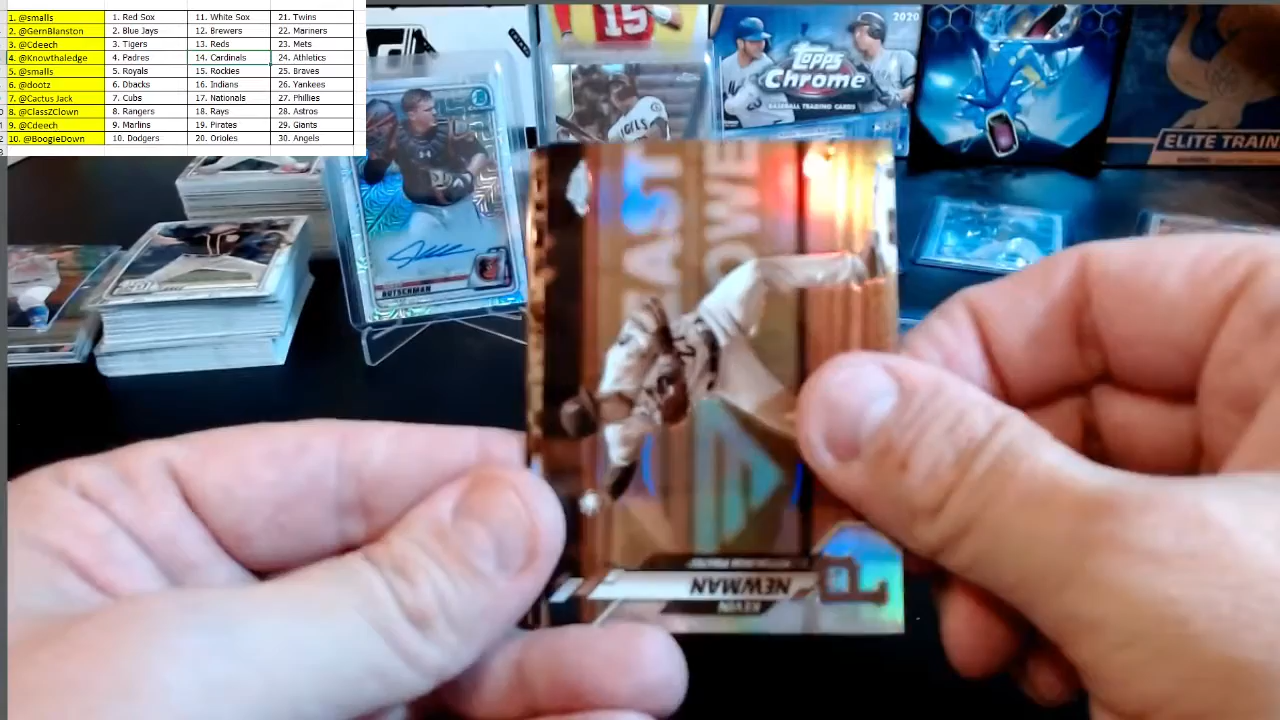 1. @smalls 1. Red Sox 11. White Sox 21. Twins
2. @GernBlanston 2. Blue Jays 12. Brewers 22. Mariners
3. @Cdeech 3. Tigers 13. Reds 23. Mets
4. @Knowthaledge 4. Padres 14. Cardinals 24. Athletics
5. @smalls 5. Royals 15. Rockies 25. Braves
6. @dootz 6. Dbacks 16. Indians 26. Yankees
7. @Cactus Jack 7. Cubs 17. Nationals 27. Phillies
8. @ClassZClown 8. Rangers 18. Rays 28. Astros
9. @Cdeech 9. Marlins 19. Pirates 29. Giants
10. @BoogieDown 10. Dodgers 20. Orioles 30. Angels
15
2020
Topps
Chrome
BASEBALL TRADING CARDS
ELITE TRAIN
RUTSCHMAN
EAST
OWE
KEVIN
NEWMAN
P